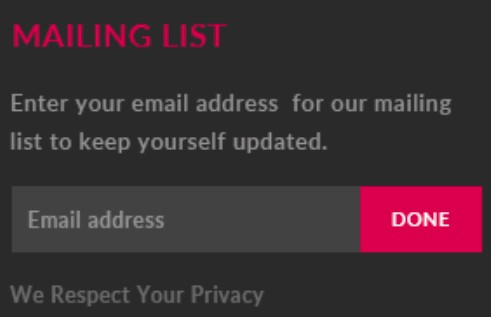 MAILING LIST
Enter your email address  for our mailing
list to keep yourself updated.
Email address
DONE
We Respect Your Privacy